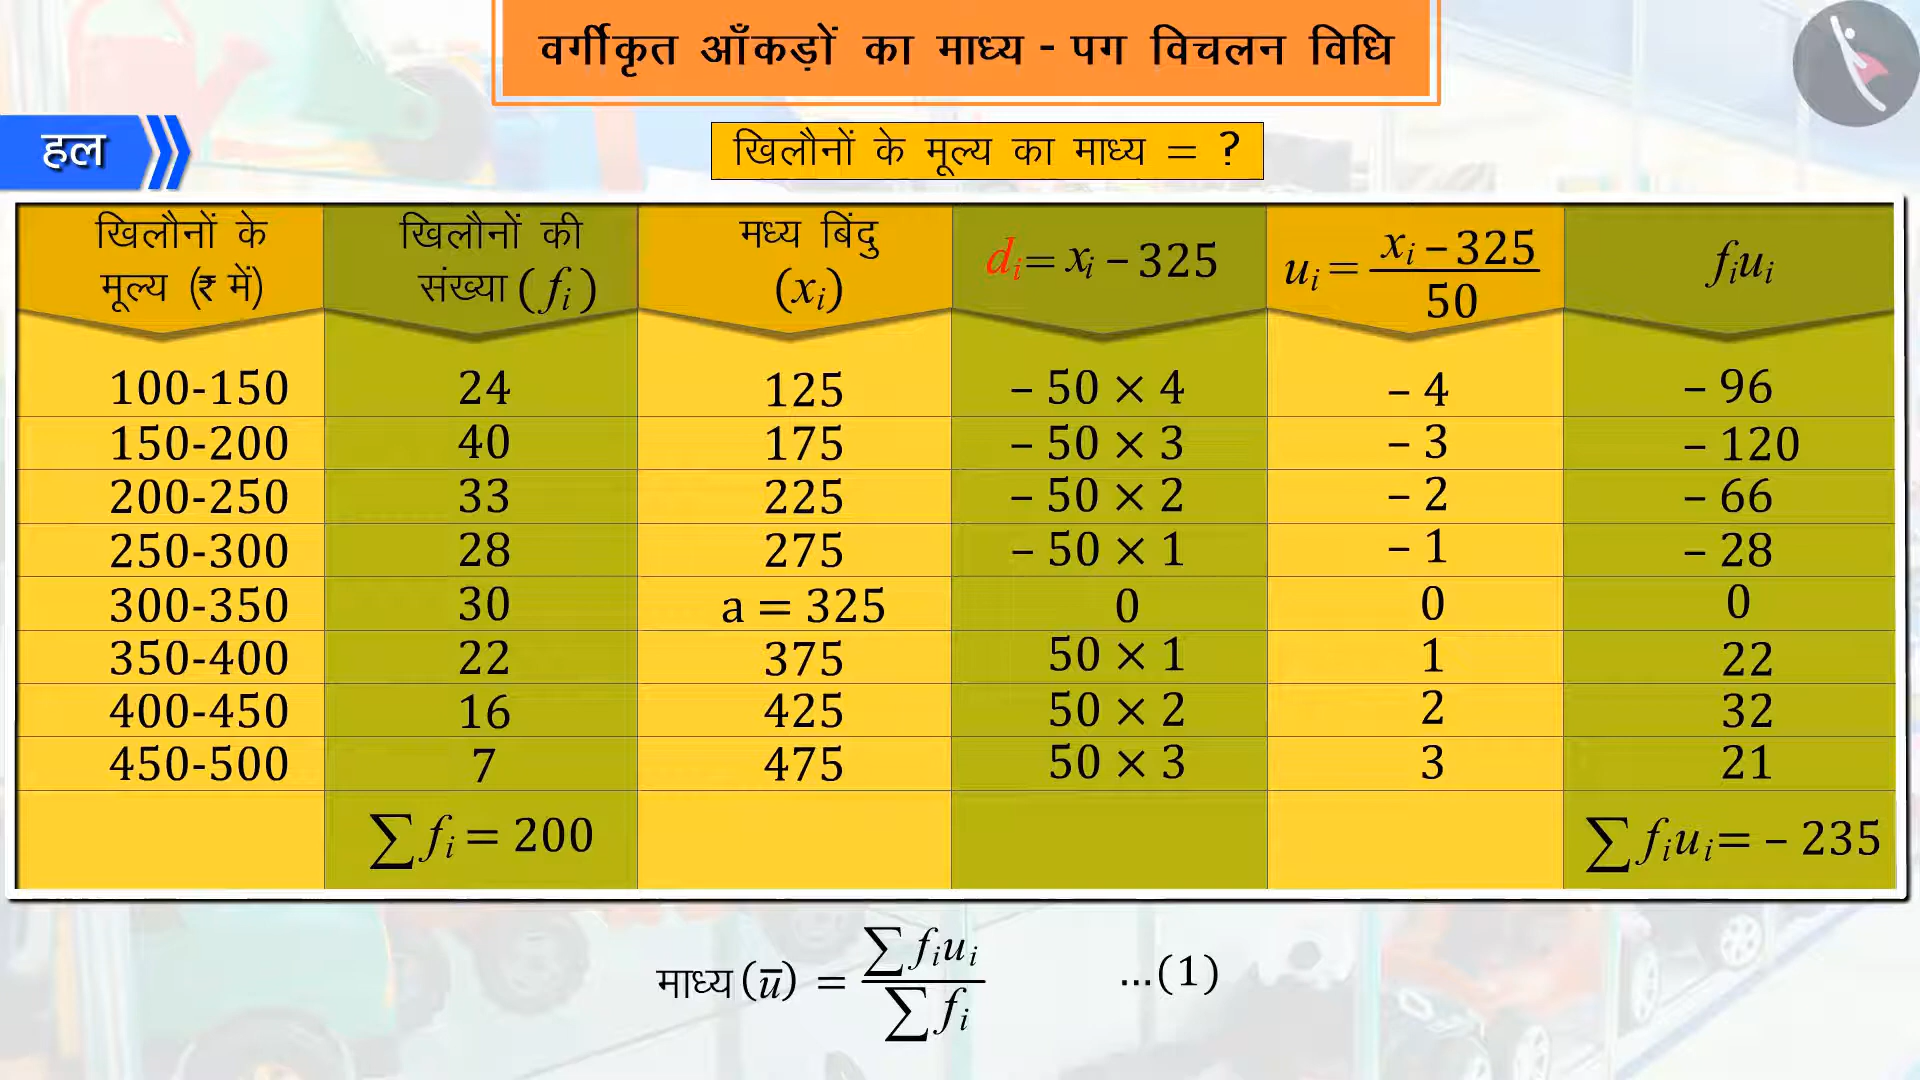 वर्गीकृत आँकड़ों का माध्य - पग विचलन विधि
हल
खिलौनों के मूल्य का माध्य = ?
खिलौनों के मूल्य (₹ में) खिलौनों की संख्या ( fᵢ ) मध्य बिंदु (xᵢ) dᵢ = xᵢ – 325 uᵢ = (xᵢ – 325)/50 fᵢuᵢ
100-150 24 125 – 50 × 4 – 4 – 96
150-200 40 175 – 50 × 3 – 3 – 120
200-250 33 225 – 50 × 2 – 2 – 66
250-300 28 275 – 50 × 1 – 1 – 28
300-350 30 a = 325 0 0 0
350-400 22 375 50 × 1 1 22
400-450 16 425 50 × 2 2 32
450-500 7 475 50 × 3 3 21
∑ fᵢ = 200 ∑ fᵢuᵢ = – 235
माध्य (u̅) = ∑ fᵢuᵢ / ∑ fᵢ ...(1)